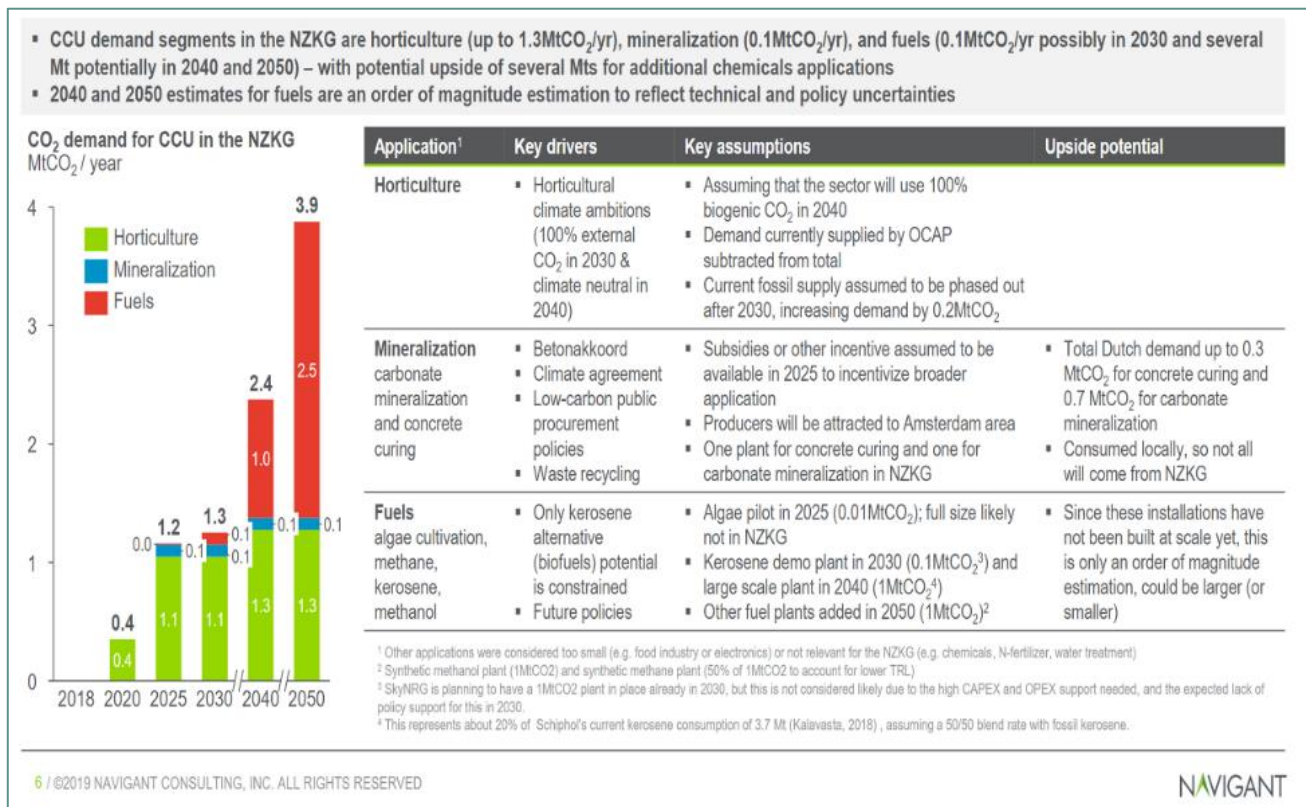 ▪ CCU demand segments in the NZKG are horticulture (up to 1.3MtCO₂/yr), mineralization (0.1MtCO₂/yr), and fuels (0.1MtCO₂/yr possibly in 2030 and several
Mt potentially in 2040 and 2050) – with potential upside of several Mts for additional chemicals applications
▪ 2040 and 2050 estimates for fuels are an order of magnitude estimation to reflect technical and policy uncertainties
CO₂ demand for CCU in the NZKG
MtCO₂ / year
4
3
2
1
0
Horticulture
Mineralization
Fuels
0.4
0.4
1.2
0.0
0.1
1.1
1.3
0.1
0.1
1.1
2.4
1.0
0.1
1.3
3.9
2.5
0.1
1.3
2018 2020 2025 2030 2040 2050
Application¹ Key drivers Key assumptions Upside potential
Horticulture
▪ Horticultural
climate ambitions
(100% external
CO₂ in 2030 &
climate neutral in
2040)
▪ Assuming that the sector will use 100%
biogenic CO₂ in 2040
▪ Demand currently supplied by OCAP
subtracted from total
▪ Current fossil supply assumed to be phased out
after 2030, increasing demand by 0.2MtCO₂
Mineralization
carbonate
mineralization
and concrete
curing
▪ Betonakkoord
▪ Climate agreement
▪ Low-carbon public
procurement
policies
▪ Waste recycling
▪ Subsidies or other incentive assumed to be
available in 2025 to incentivize broader
application
▪ Producers will be attracted to Amsterdam area
▪ One plant for concrete curing and one for
carbonate mineralization in NZKG
▪ Total Dutch demand up to 0.3
MtCO₂ for concrete curing and
0.7 MtCO₂ for carbonate
mineralization
▪ Consumed locally, so not all
will come from NZKG
Fuels
algae cultivation,
methane,
kerosene,
methanol
▪ Only kerosene
alternative
(biofuels) potential
is constrained
▪ Future policies
▪ Algae pilot in 2025 (0.01MtCO₂); full size likely
not in NZKG
▪ Kerosene demo plant in 2030 (0.1MtCO₂³) and
large scale plant in 2040 (1MtCO₂⁴)
▪ Other fuel plants added in 2050 (1MtCO₂)²
▪ Since these installations have
not been built at scale yet, this
is only an order of magnitude
estimation, could be larger (or
smaller)
¹ Other applications were considered too small (e.g. food industry or electronics) or not relevant for the NZKG (e.g. chemicals, N-fertilizer, water treatment)
² Synthetic methanol plant (1MtCO2) and synthetic methane plant (50% of 1MtCO2 to account for lower TRL)
³ SkyNRG is planning to have a 1MtCO2 plant in place already in 2030, but this is not considered likely due to the high CAPEX and OPEX support needed, and the expected lack of
policy support for this in 2030.
⁴ This represents about 20% of Schiphol's current kerosene consumption of 3.7 Mt (Kalavasta, 2018) , assuming a 50/50 blend rate with fossil kerosene.
6 / ©2019 NAVIGANT CONSULTING, INC. ALL RIGHTS RESERVED
NAVIGANT